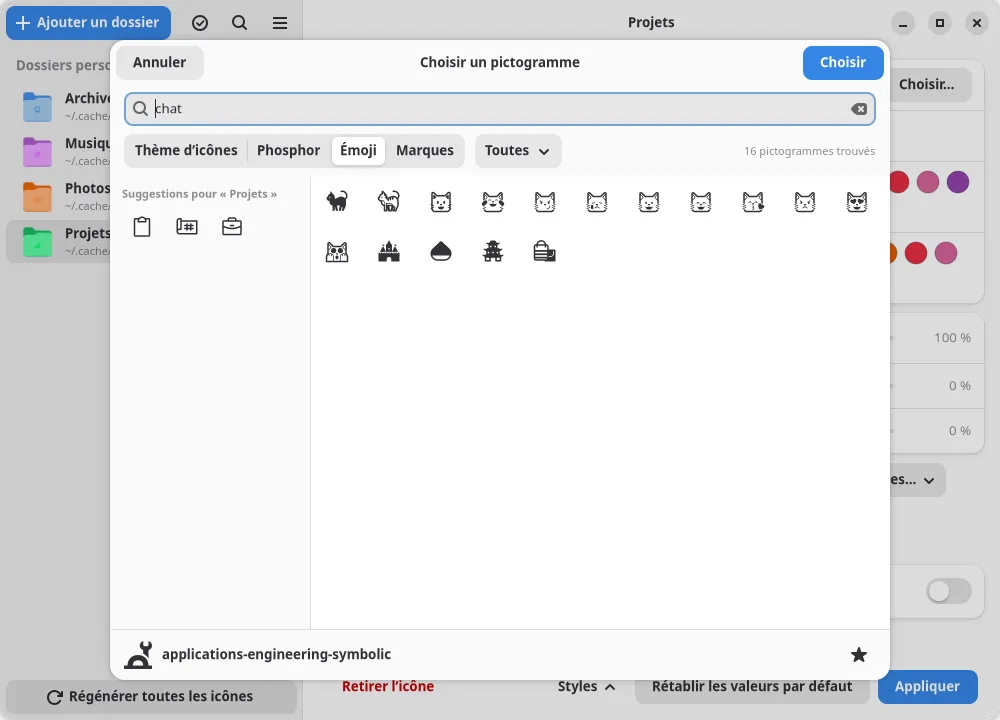 Ajouter un dossier
Projets
Annuler
Choisir un pictogramme
Choisir
Dossiers perso
Archive
~/.cache/
Musiqu
~/.cache/
Photos
~/.cache/
Projets
~/.cache/
Choisir...
chat
Thème d'icônes
Phosphor
Émoji
Marques
Toutes
16 pictogrammes trouvés
Suggestions pour « Projets »
100 %
0 %
0 %
es...
applications-engineering-symbolic
Régénérer toutes les icônes
Retirer l'icône
Styles
Rétablir les valeurs par défaut
Appliquer